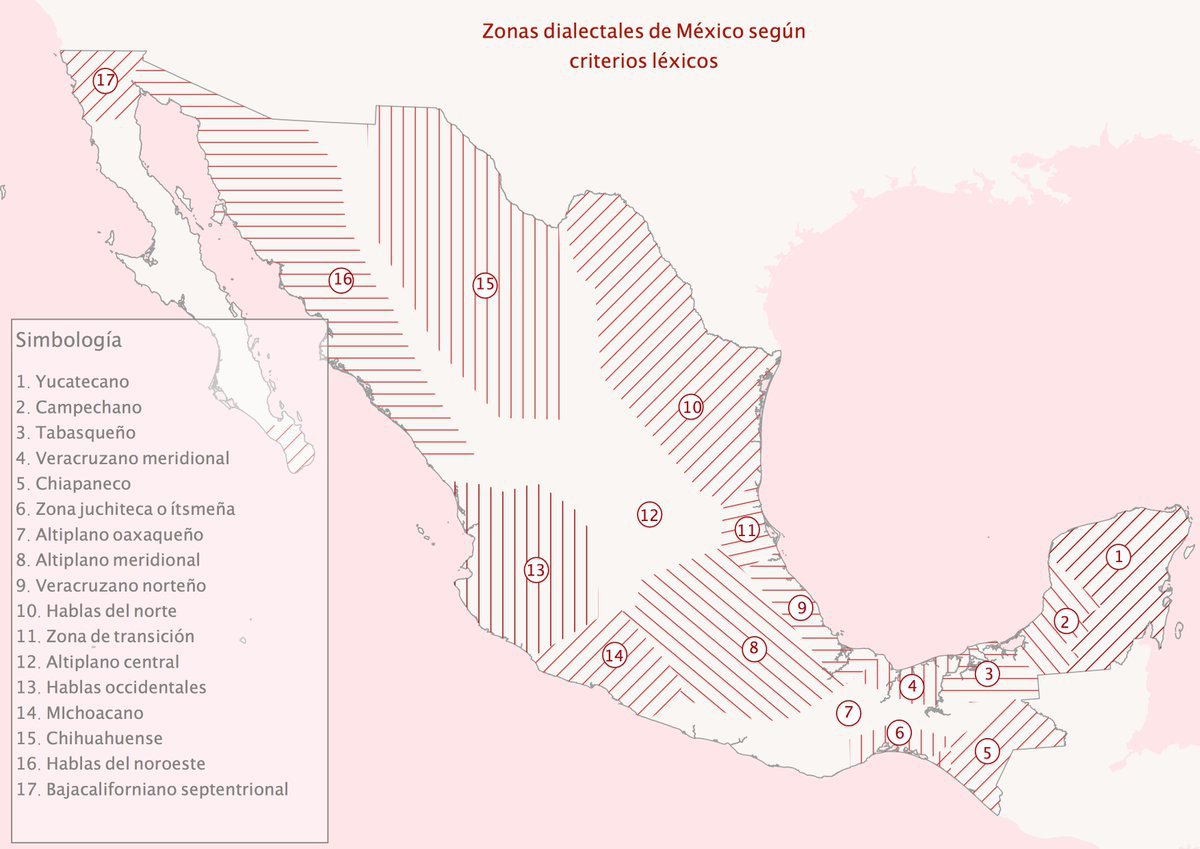 Zonas dialectales de México según
criterios léxicos
17
16
15
10
12
11
13
14
8
9
7
4
6
3
5
2
1
Simbología
1. Yucatecano
2. Campechano
3. Tabasqueño
4. Veracruzano meridional
5. Chiapaneco
6. Zona juchiteca o ítsmeña
7. Altiplano oaxaqueño
8. Altiplano meridional
9. Veracruzano norteño
10. Hablas del norte
11. Zona de transición
12. Altiplano central
13. Hablas occidentales
14. MIchoacano
15. Chihuahuense
16. Hablas del noroeste
17. Bajacaliforniano septentrional